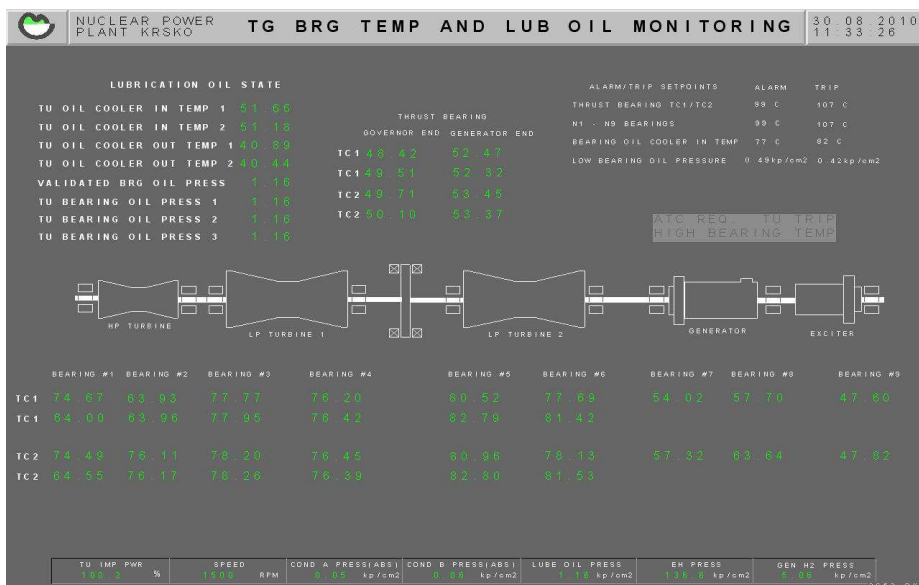 NUCLEAR POWER
PLANT KRSKO
TG BRG TEMP AND LUB OIL MONITORING
30.08.2010
11:33:26
LUBRICATION OIL STATE
TU OIL COOLER IN TEMP 1 51.66
TU OIL COOLER IN TEMP 2 51.18
TU OIL COOLER OUT TEMP 1 40.89
TU OIL COOLER OUT TEMP 2 40.44
VALIDATED BRG OIL PRESS 1.16
TU BEARING OIL PRESS 1 1.16
TU BEARING OIL PRESS 2 1.16
TU BEARING OIL PRESS 3 1.16
THRUST BEARING
GOVERNOR END GENERATOR END
TC1 48.42 52.47
TC1 49.51 52.32
TC2 49.71 53.45
TC2 50.10 53.37
ALARM/TRIP SETPOINTS ALARM TRIP
THRUST BEARING TC1/TC2 99 C 107 C
N1 - N9 BEARINGS 99 C 107 C
BEARING OIL COOLER IN TEMP 77 C 82 C
LOW BEARING OIL PRESSURE 0.49kp/cm2 0.42kp/cm2
ATC REQ. TU TRIP
HIGH BEARING TEMP
HP TURBINE
LP TURBINE 1
LP TURBINE 2
GENERATOR
EXCITER
BEARING #1 BEARING #2 BEARING #3 BEARING #4 BEARING #5 BEARING #6 BEARING #7 BEARING #8 BEARING #9
TC1 74.67 63.93 77.77 76.20 80.52 77.69 54.02 57.70 47.60
TC1 64.00 63.96 77.95 76.42 82.79 81.42
TC2 74.49 76.11 78.20 76.45 80.96 78.13 57.32 63.64 47.82
TC2 64.55 76.17 78.26 76.39 82.80 81.53
TU IMP PWR SPEED COND A PRESS(ABS) COND B PRESS(ABS) LUBE OIL PRESS EH PRESS GEN H2 PRESS
100.2 % 1500 RPM 0.05 kp/cm2 0.06 kp/cm2 1.16 kp/cm2 kp/cm2 kp/cm2